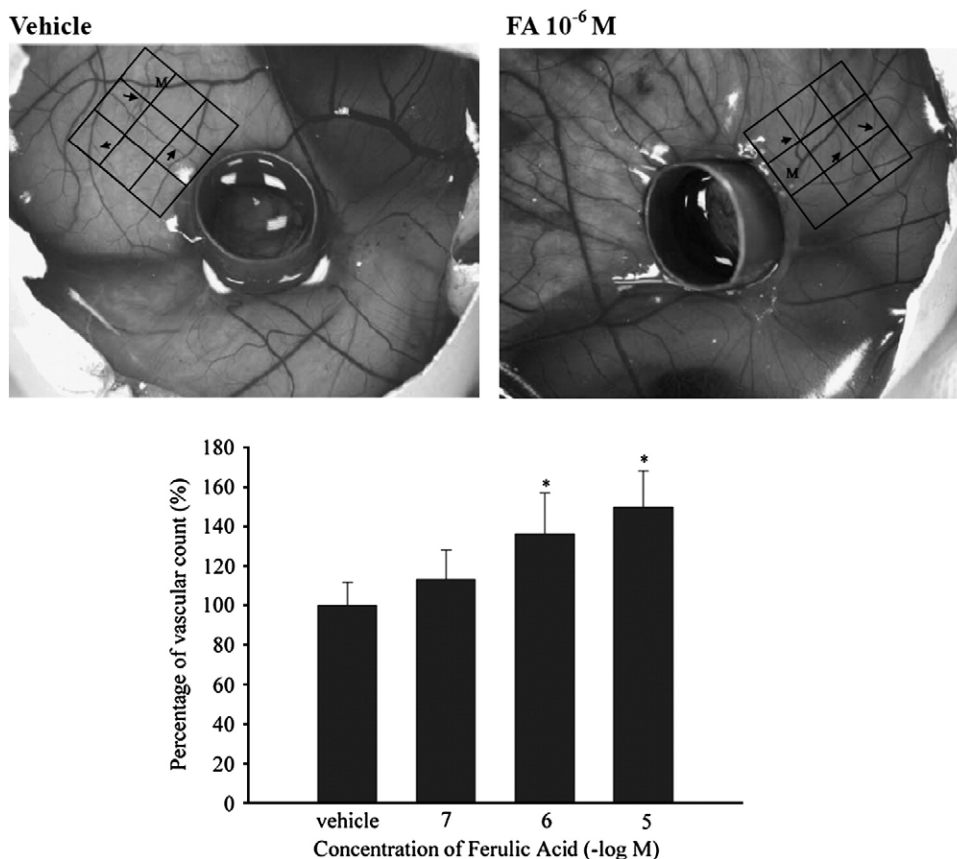 Vehicle
FA 10⁻⁶ M
M
M
Percentage of vascular count (%)
180
160
140
120
100
80
60
40
20
0
*
*
vehicle 7 6 5
Concentration of Ferulic Acid (-log M)